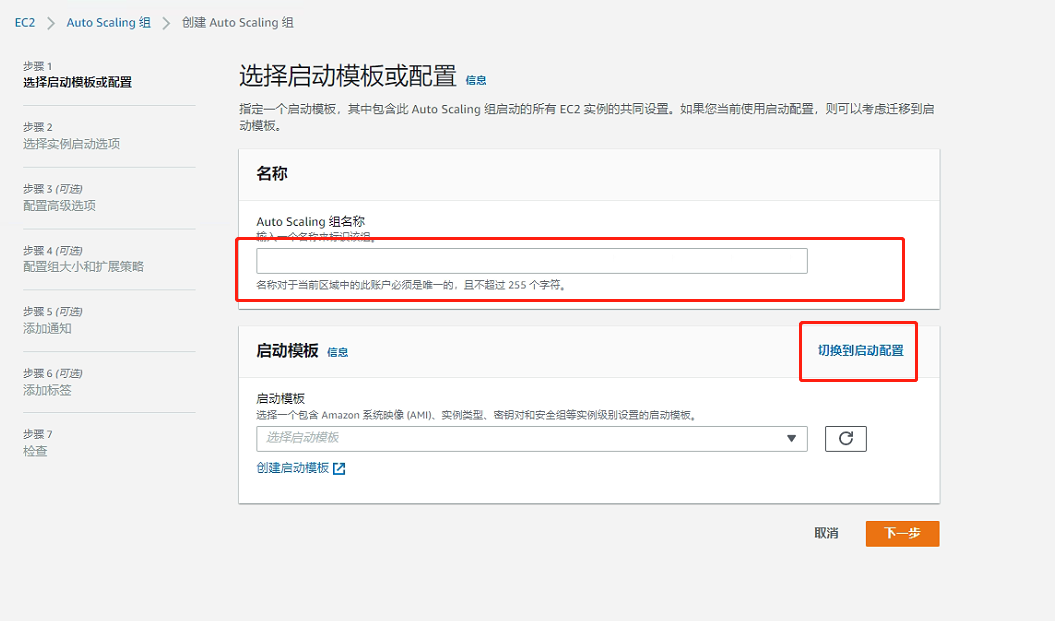 EC2 > Auto Scaling 组 > 创建 Auto Scaling 组
步骤 1
选择启动模板或配置
步骤 2
选择实例启动选项
步骤 3 (可选)
配置高级选项
步骤 4 (可选)
配置组大小和扩展策略
步骤 5 (可选)
添加通知
步骤 6 (可选)
添加标签
步骤 7
检查
选择启动模板或配置 信息
指定一个启动模板，其中包含此 Auto Scaling 组启动的所有 EC2 实例的共同设置。如果您当前使用启动配置，则可以考虑迁移到启
动模板。
名称
Auto Scaling 组名称
输入一个名称来标识该组。
名称对于当前区域中的此账户必须是唯一的，且不超过 255 个字符。
启动模板 信息
切换到启动配置
启动模板
选择一个包含 Amazon 系统映像 (AMI)、实例类型、密钥对和安全组等实例级别设置的启动模板。
选择启动模板
创建启动模板
取消
下一步